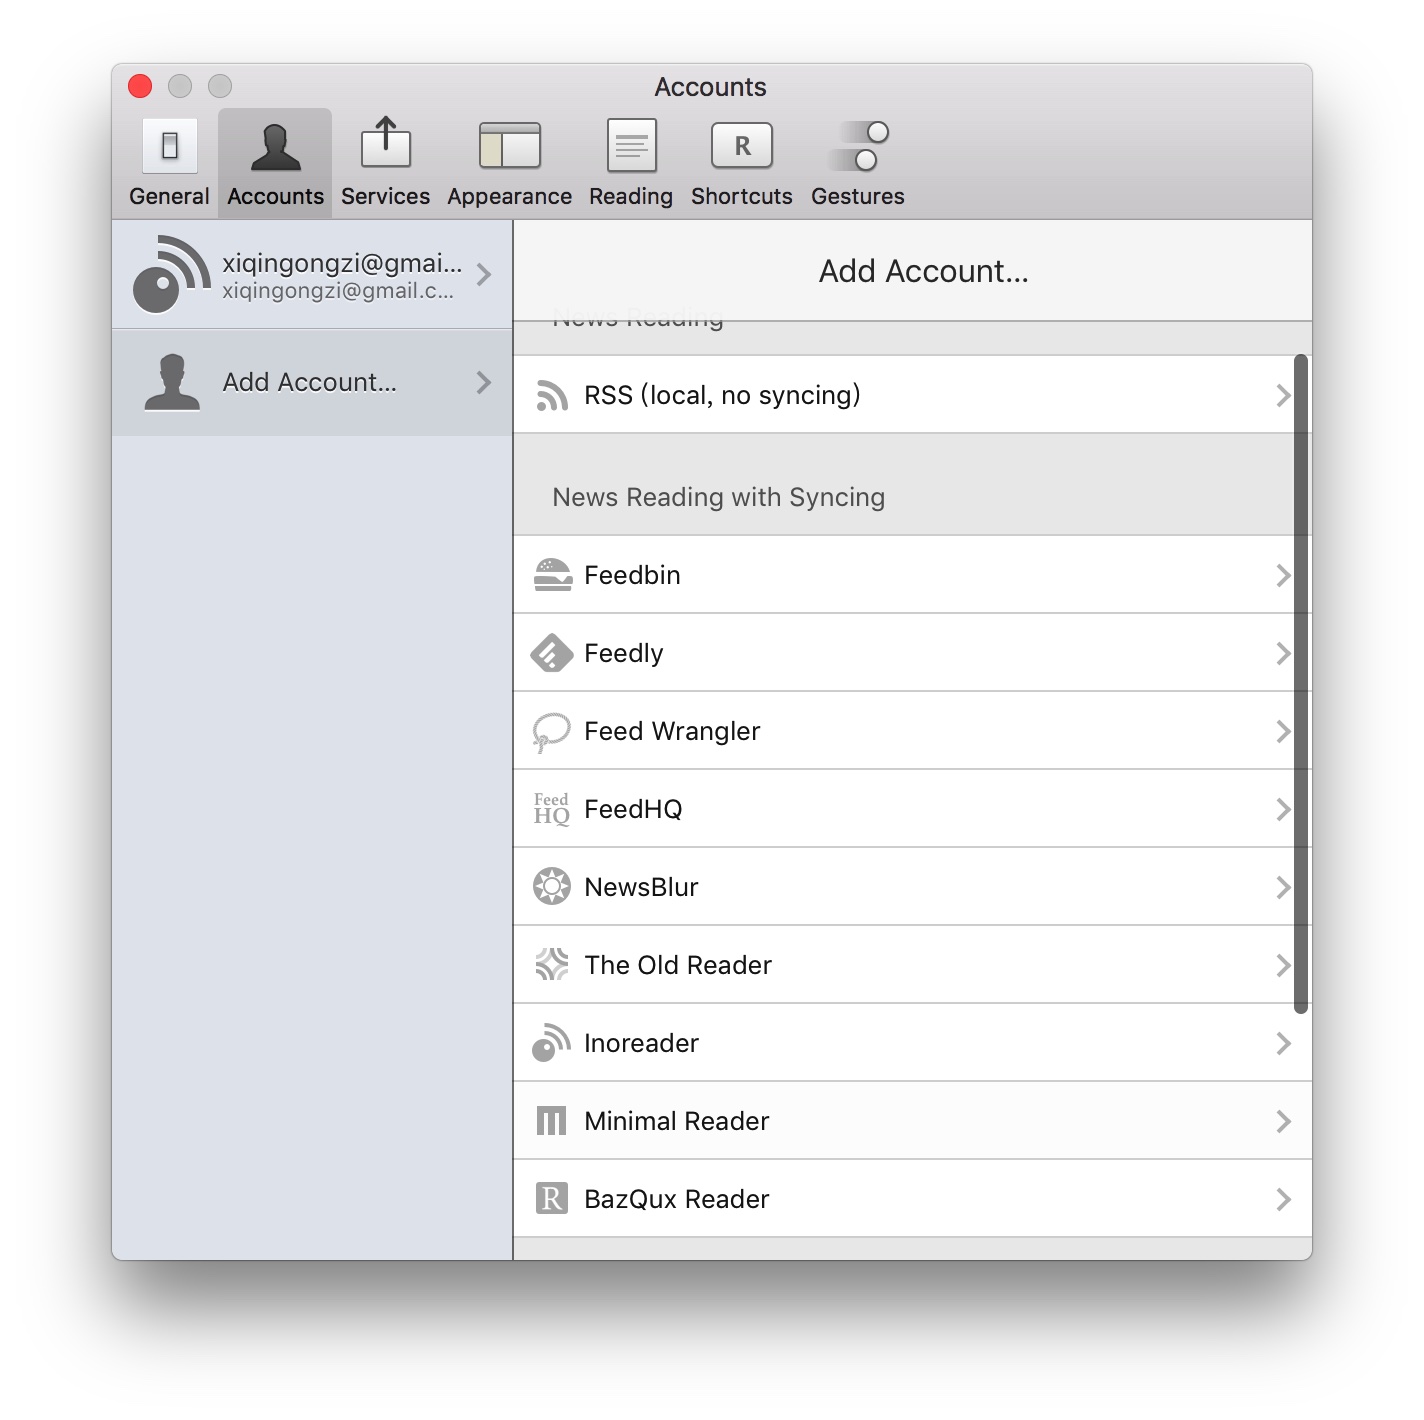 Accounts
General Accounts Services Appearance Reading R Shortcuts Gestures
xiqingongzi@gmai...
xiqingongzi@gmail.c...
Add Account...
Add Account...
News Reading
RSS (local, no syncing)
News Reading with Syncing
Feedbin
Feedly
Feed Wrangler
Feed
HQ
FeedHQ
NewsBlur
The Old Reader
Inoreader
Minimal Reader
R
BazQux Reader